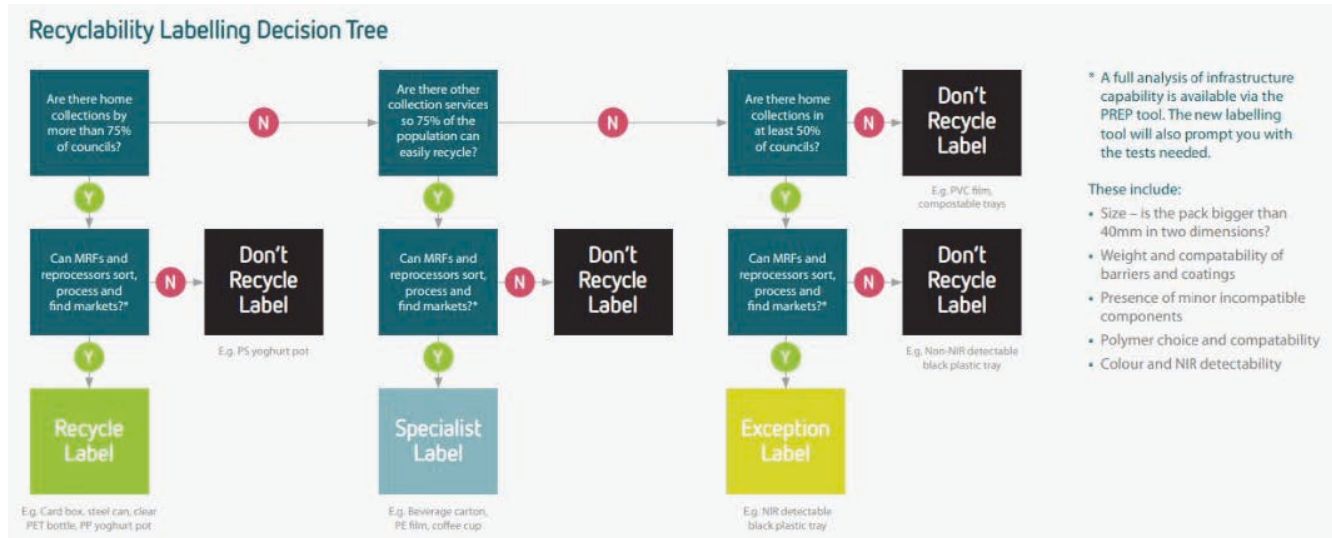 Recyclability Labelling Decision Tree
Are there home
collections by
more than 75%
of councils?
N
Are there other
collection services
so 75% of the
population can
easily recycle?
N
Are there home
collections in
at least 50%
of councils?
N
Don't
Recycle
Label
E.g. PVC film,
compostable trays
Y
Y
Y
Can MRFs and
reprocessors sort,
process and
find markets?*
N
Don't
Recycle
Label
E.g. PS yoghurt pot
Can MRFs and
reprocessors sort,
process and
find markets?*
N
Don't
Recycle
Label
Can MRFs and
reprocessors sort,
process and
find markets?*
N
Don't
Recycle
Label
E.g. Non-NIR detectable
black plastic tray
Y
Y
Y
Recycle
Label
E.g. Card box, steel can, clear
PET bottle, PP yoghurt pot
Specialist
Label
E.g. Beverage carton,
PE film, coffee cup
Exception
Label
E.g. NIR detectable
black plastic tray
* A full analysis of infrastructure
capability is available via the
PREP tool. The new labelling
tool will also prompt you with
the tests needed.
These include:
• Size – is the pack bigger than
40mm in two dimensions?
• Weight and compatability of
barriers and coatings
• Presence of minor incompatible
components
• Polymer choice and compatability
• Colour and NIR detectability